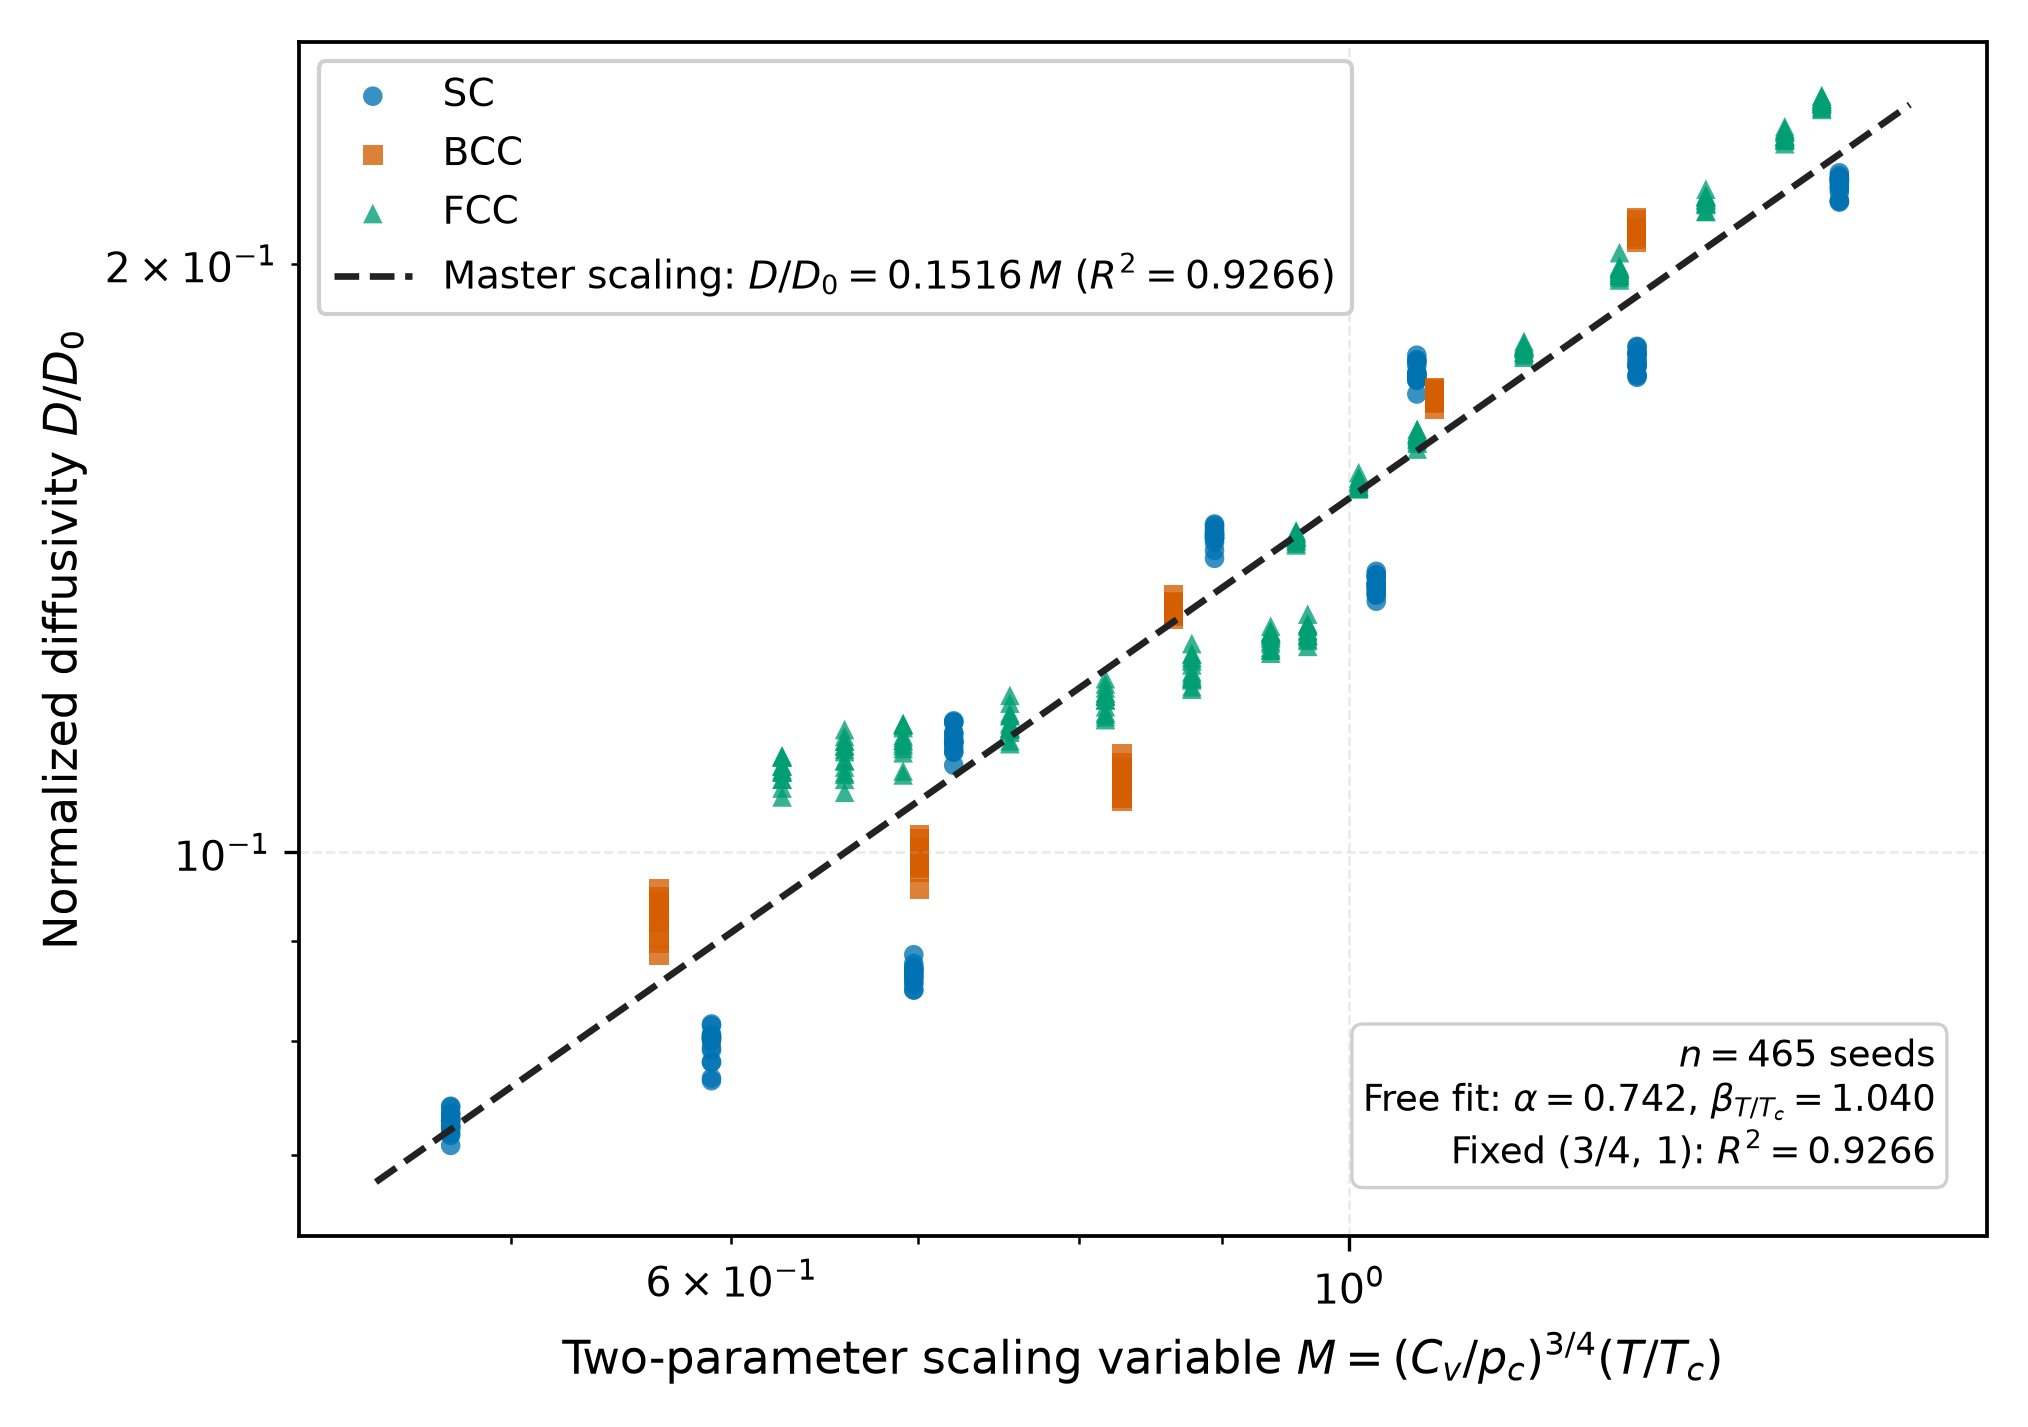 SC
BCC
FCC
Master scaling: D/D₀ = 0.1516 M (R² = 0.9266)
2 × 10⁻¹
10⁻¹
Normalized diffusivity D/D₀
n = 465 seeds
Free fit: α = 0.742, β_{T/T_c} = 1.040
Fixed (3/4, 1): R² = 0.9266
6 × 10⁻¹
10⁰
Two-parameter scaling variable M = (C_v/p_c)^{3/4}(T/T_c)